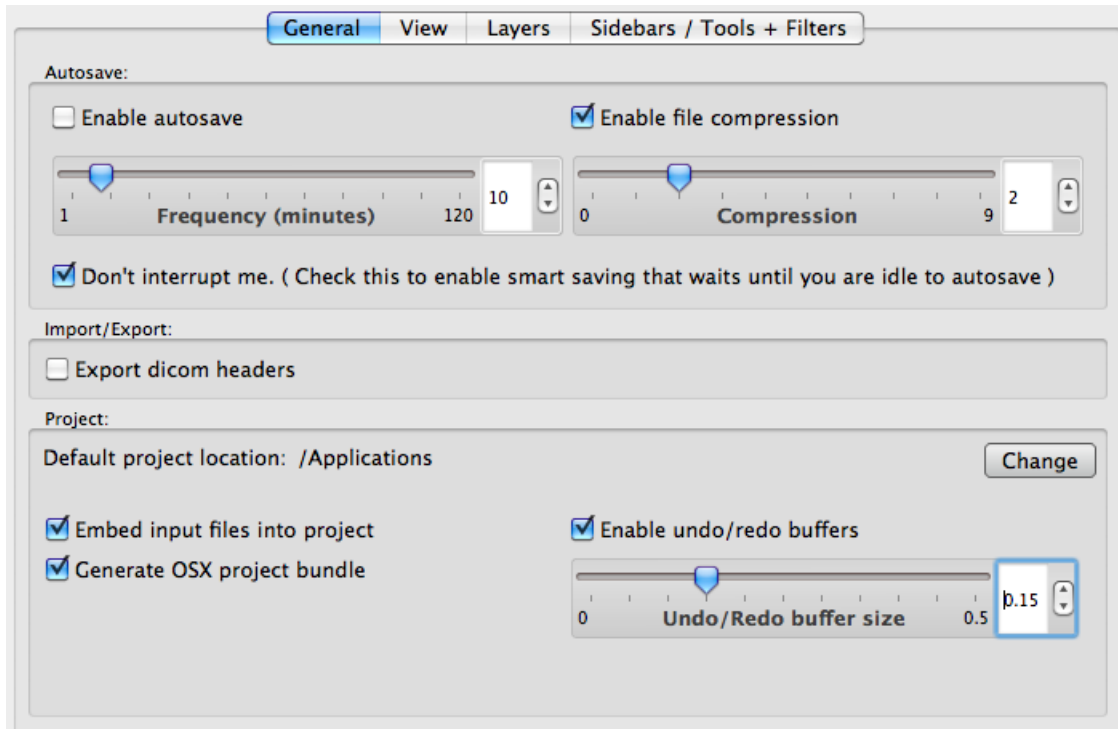 General View Layers Sidebars / Tools + Filters
Autosave:
Enable autosave Enable file compression
10 2
1 Frequency (minutes) 120 0 Compression 9
Don't interrupt me. ( Check this to enable smart saving that waits until you are idle to autosave )
Import/Export:
Export dicom headers
Project:
Default project location: /Applications Change
Embed input files into project Enable undo/redo buffers
Generate OSX project bundle
0.15
0 Undo/Redo buffer size 0.5